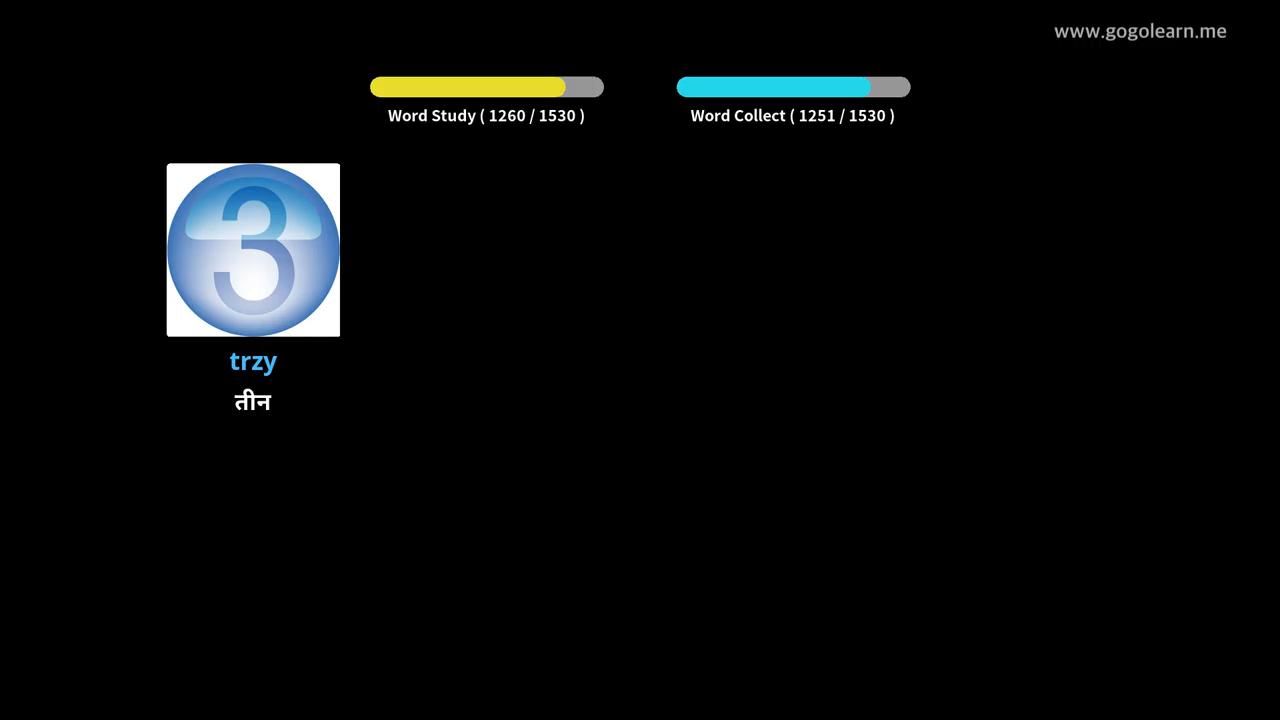 www.gogolearn.me
Word Study ( 1260 / 1530 )
Word Collect ( 1251 / 1530 )
3
trzy
तीन